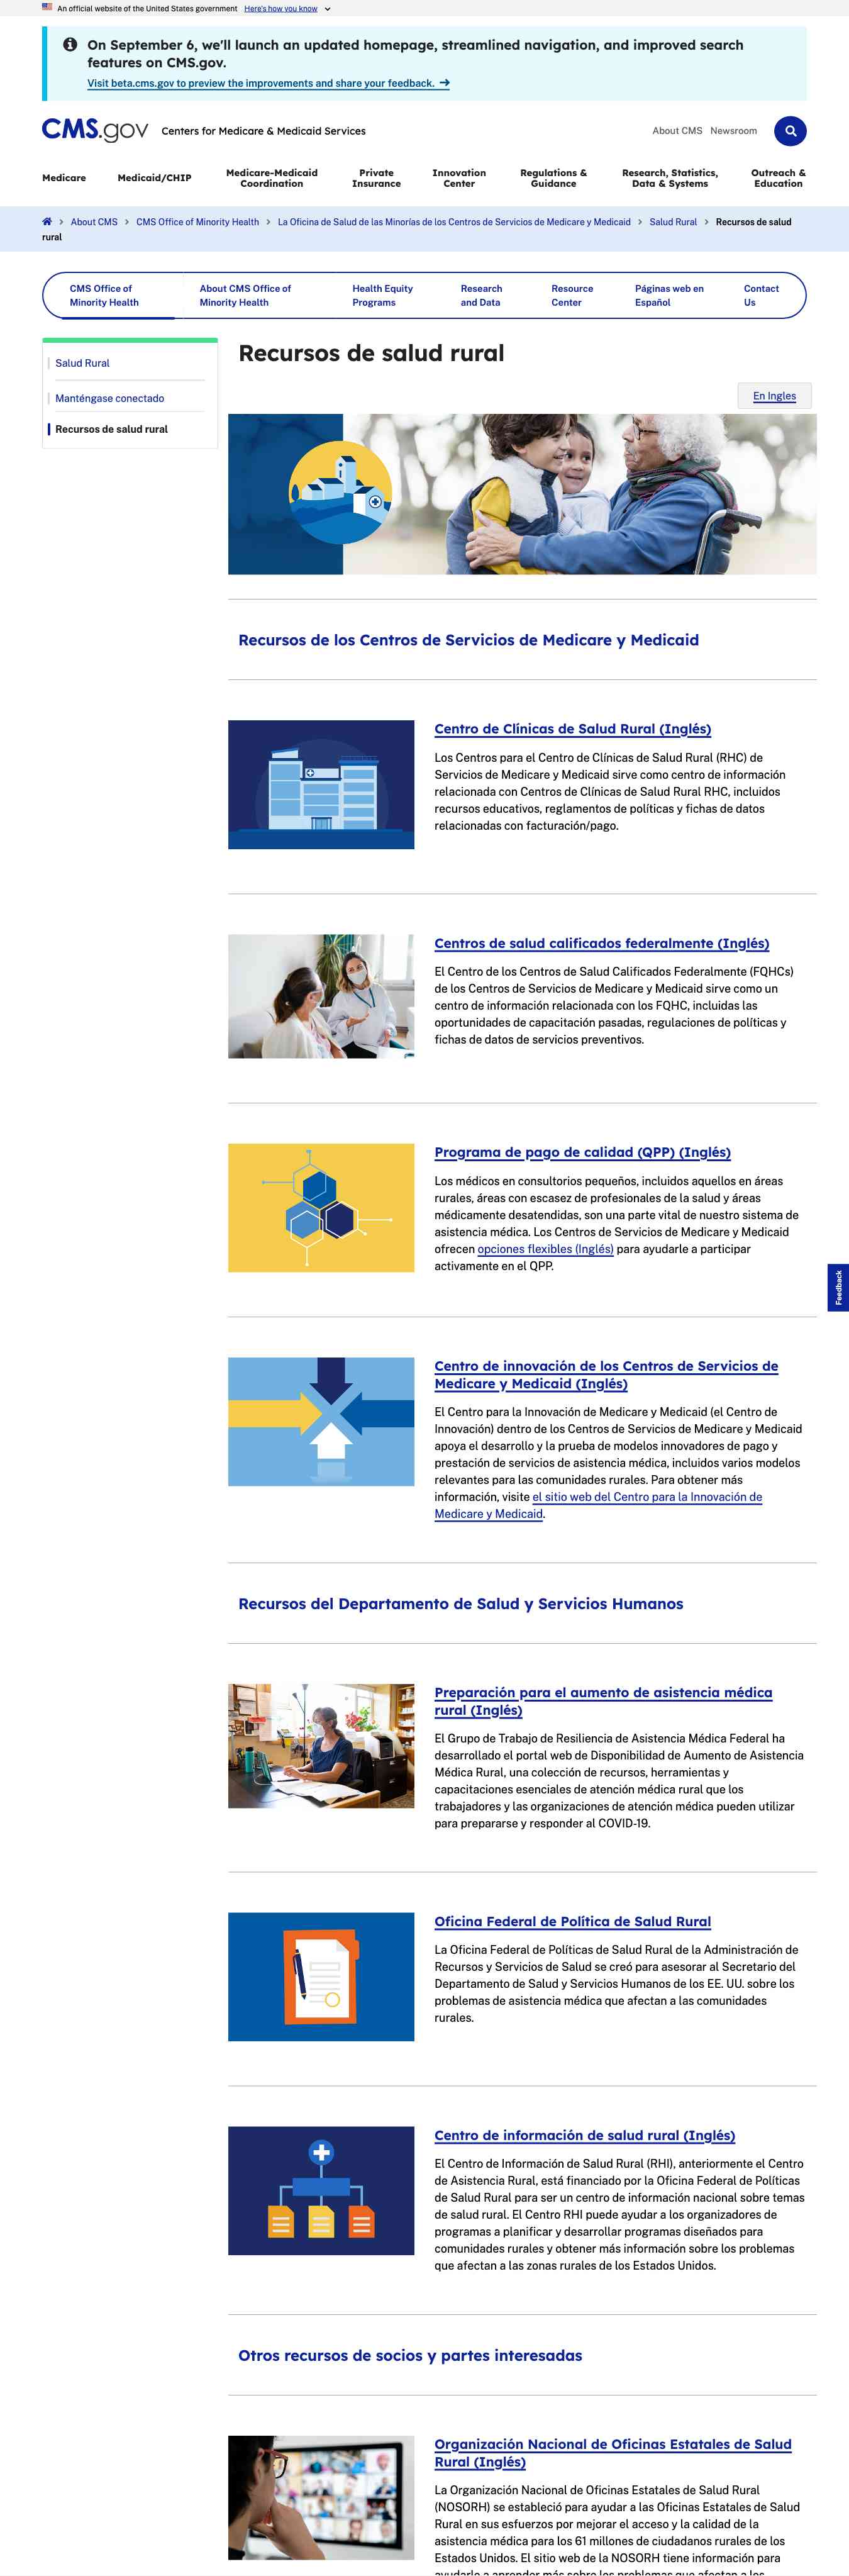 An official website of the United States government Here's how you know
On September 6, we'll launch an updated homepage, streamlined navigation, and improved search
features on CMS.gov.
Visit beta.cms.gov to preview the improvements and share your feedback.
CMS.gov Centers for Medicare & Medicaid Services
About CMS Newsroom
Medicare
Medicaid/CHIP
Medicare-Medicaid
Coordination
Private
Insurance
Innovation
Center
Regulations &
Guidance
Research, Statistics,
Data & Systems
Outreach &
Education
About CMS > CMS Office of Minority Health > La Oficina de Salud de las Minorías de los Centros de Servicios de Medicare y Medicaid > Salud Rural > Recursos de salud
rural
CMS Office of
Minority Health
About CMS Office of
Minority Health
Health Equity
Programs
Research
and Data
Resource
Center
Páginas web en
Español
Contact
Us
Salud Rural
Manténgase conectado
Recursos de salud rural
Recursos de salud rural
En Ingles
Recursos de los Centros de Servicios de Medicare y Medicaid
Centro de Clínicas de Salud Rural (Inglés)
Los Centros para el Centro de Clínicas de Salud Rural (RHC) de
Servicios de Medicare y Medicaid sirve como centro de información
relacionada con Centros de Clínicas de Salud Rural RHC, incluidos
recursos educativos, reglamentos de políticas y fichas de datos
relacionadas con facturación/pago.
Centros de salud calificados federalmente (Inglés)
El Centro de los Centros de Salud Calificados Federalmente (FQHCs)
de los Centros de Servicios de Medicare y Medicaid sirve como un
centro de información relacionada con los FQHC, incluidas las
oportunidades de capacitación pasadas, regulaciones de políticas y
fichas de datos de servicios preventivos.
Programa de pago de calidad (QPP) (Inglés)
Los médicos en consultorios pequeños, incluidos aquellos en áreas
rurales, áreas con escasez de profesionales de la salud y áreas
médicamente desatendidas, son una parte vital de nuestro sistema de
asistencia médica. Los Centros de Servicios de Medicare y Medicaid
ofrecen opciones flexibles (Inglés) para ayudarle a participar
activamente en el QPP.
Feedback
Centro de innovación de los Centros de Servicios de
Medicare y Medicaid (Inglés)
El Centro para la Innovación de Medicare y Medicaid (el Centro de
Innovación) dentro de los Centros de Servicios de Medicare y Medicaid
apoya el desarrollo y la prueba de modelos innovadores de pago y
prestación de servicios de asistencia médica, incluidos varios modelos
relevantes para las comunidades rurales. Para obtener más
información, visite el sitio web del Centro para la Innovación de
Medicare y Medicaid.
Recursos del Departamento de Salud y Servicios Humanos
Preparación para el aumento de asistencia médica
rural (Inglés)
El Grupo de Trabajo de Resiliencia de Asistencia Médica Federal ha
desarrollado el portal web de Disponibilidad de Aumento de Asistencia
Médica Rural, una colección de recursos, herramientas y
capacitaciones esenciales de atención médica rural que los
trabajadores y las organizaciones de atención médica pueden utilizar
para prepararse y responder al COVID-19.
Oficina Federal de Política de Salud Rural
La Oficina Federal de Políticas de Salud Rural de la Administración de
Recursos y Servicios de Salud se creó para asesorar al Secretario del
Departamento de Salud y Servicios Humanos de los EE. UU. sobre los
problemas de asistencia médica que afectan a las comunidades
rurales.
Centro de información de salud rural (Inglés)
El Centro de Información de Salud Rural (RHI), anteriormente el Centro
de Asistencia Rural, está financiado por la Oficina Federal de Políticas
de Salud Rural para ser un centro de información nacional sobre temas
de salud rural. El Centro RHI puede ayudar a los organizadores de
programas a planificar y desarrollar programas diseñados para
comunidades rurales y obtener más información sobre los problemas
que afectan a las zonas rurales de los Estados Unidos.
Otros recursos de socios y partes interesadas
Organización Nacional de Oficinas Estatales de Salud
Rural (Inglés)
La Organización Nacional de Oficinas Estatales de Salud Rural
(NOSORH) se estableció para ayudar a las Oficinas Estatales de Salud
Rural en sus esfuerzos por mejorar el acceso y la calidad de la
asistencia médica para los 61 millones de ciudadanos rurales de los
Estados Unidos. El sitio web de la NOSORH tiene información para
ayudarle a aprender más sobre los problemas que afectan a los